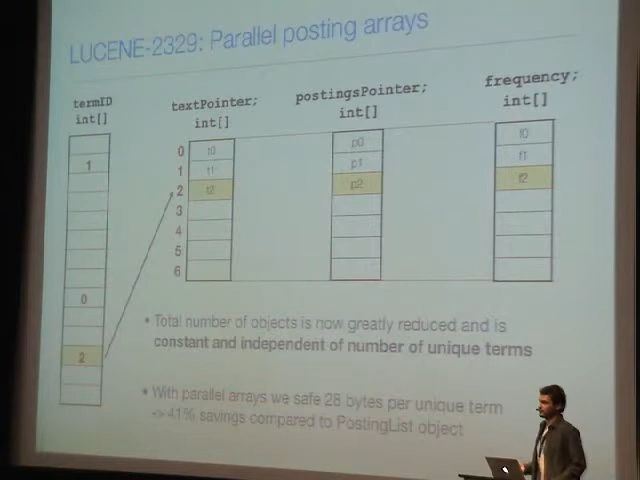 LUCENE-2329: Parallel posting arrays
termID
int[]
textPointer;
int[]
postingsPointer;
int[]
frequency;
int[]
1
0
2
0
1
2
3
4
5
6
t0
t1
t2
p0
p1
p2
f0
f1
f2
• Total number of objects is now greatly reduced and is
constant and independent of number of unique terms
• With parallel arrays we safe 28 bytes per unique term
-> 41% savings compared to PostingList object